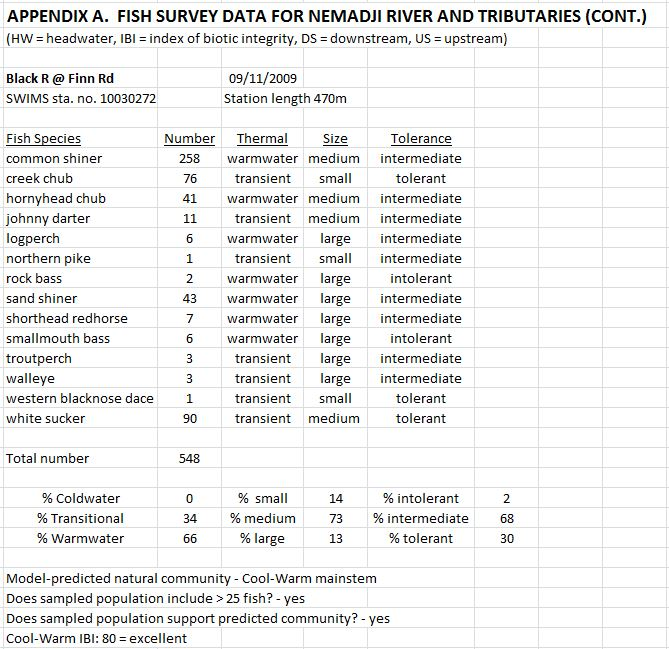 APPENDIX A. FISH SURVEY DATA FOR NEMADJI RIVER AND TRIBUTARIES (CONT.)
(HW = headwater, IBI = index of biotic integrity, DS = downstream, US = upstream)
Black R @ Finn Rd 09/11/2009
SWIMS sta. no. 10030272 Station length 470m
Fish Species Number Thermal Size Tolerance
common shiner 258 warmwater medium intermediate
creek chub 76 transient small tolerant
hornyhead chub 41 warmwater medium intermediate
johnny darter 11 transient medium intermediate
logperch 6 warmwater large intermediate
northern pike 1 transient small intermediate
rock bass 2 warmwater large intolerant
sand shiner 43 warmwater large intermediate
shorthead redhorse 7 warmwater large intermediate
smallmouth bass 6 warmwater large intolerant
troutperch 3 transient large intermediate
walleye 3 transient large intermediate
western blacknose dace 1 transient small tolerant
white sucker 90 transient medium tolerant
Total number 548
% Coldwater 0 % small 14 % intolerant 2
% Transitional 34 % medium 73 % intermediate 68
% Warmwater 66 % large 13 % tolerant 30
Model-predicted natural community - Cool-Warm mainstem
Does sampled population include > 25 fish? - yes
Does sampled population support predicted community? - yes
Cool-Warm IBI: 80 = excellent